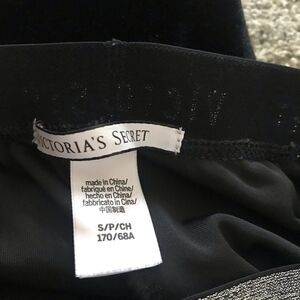 VICTORIA'S SECRET
made in China/
fabriqué en Chine/
hecho en China/
fabbricato in Cina/
中国制造
S/P/CH
170/68A